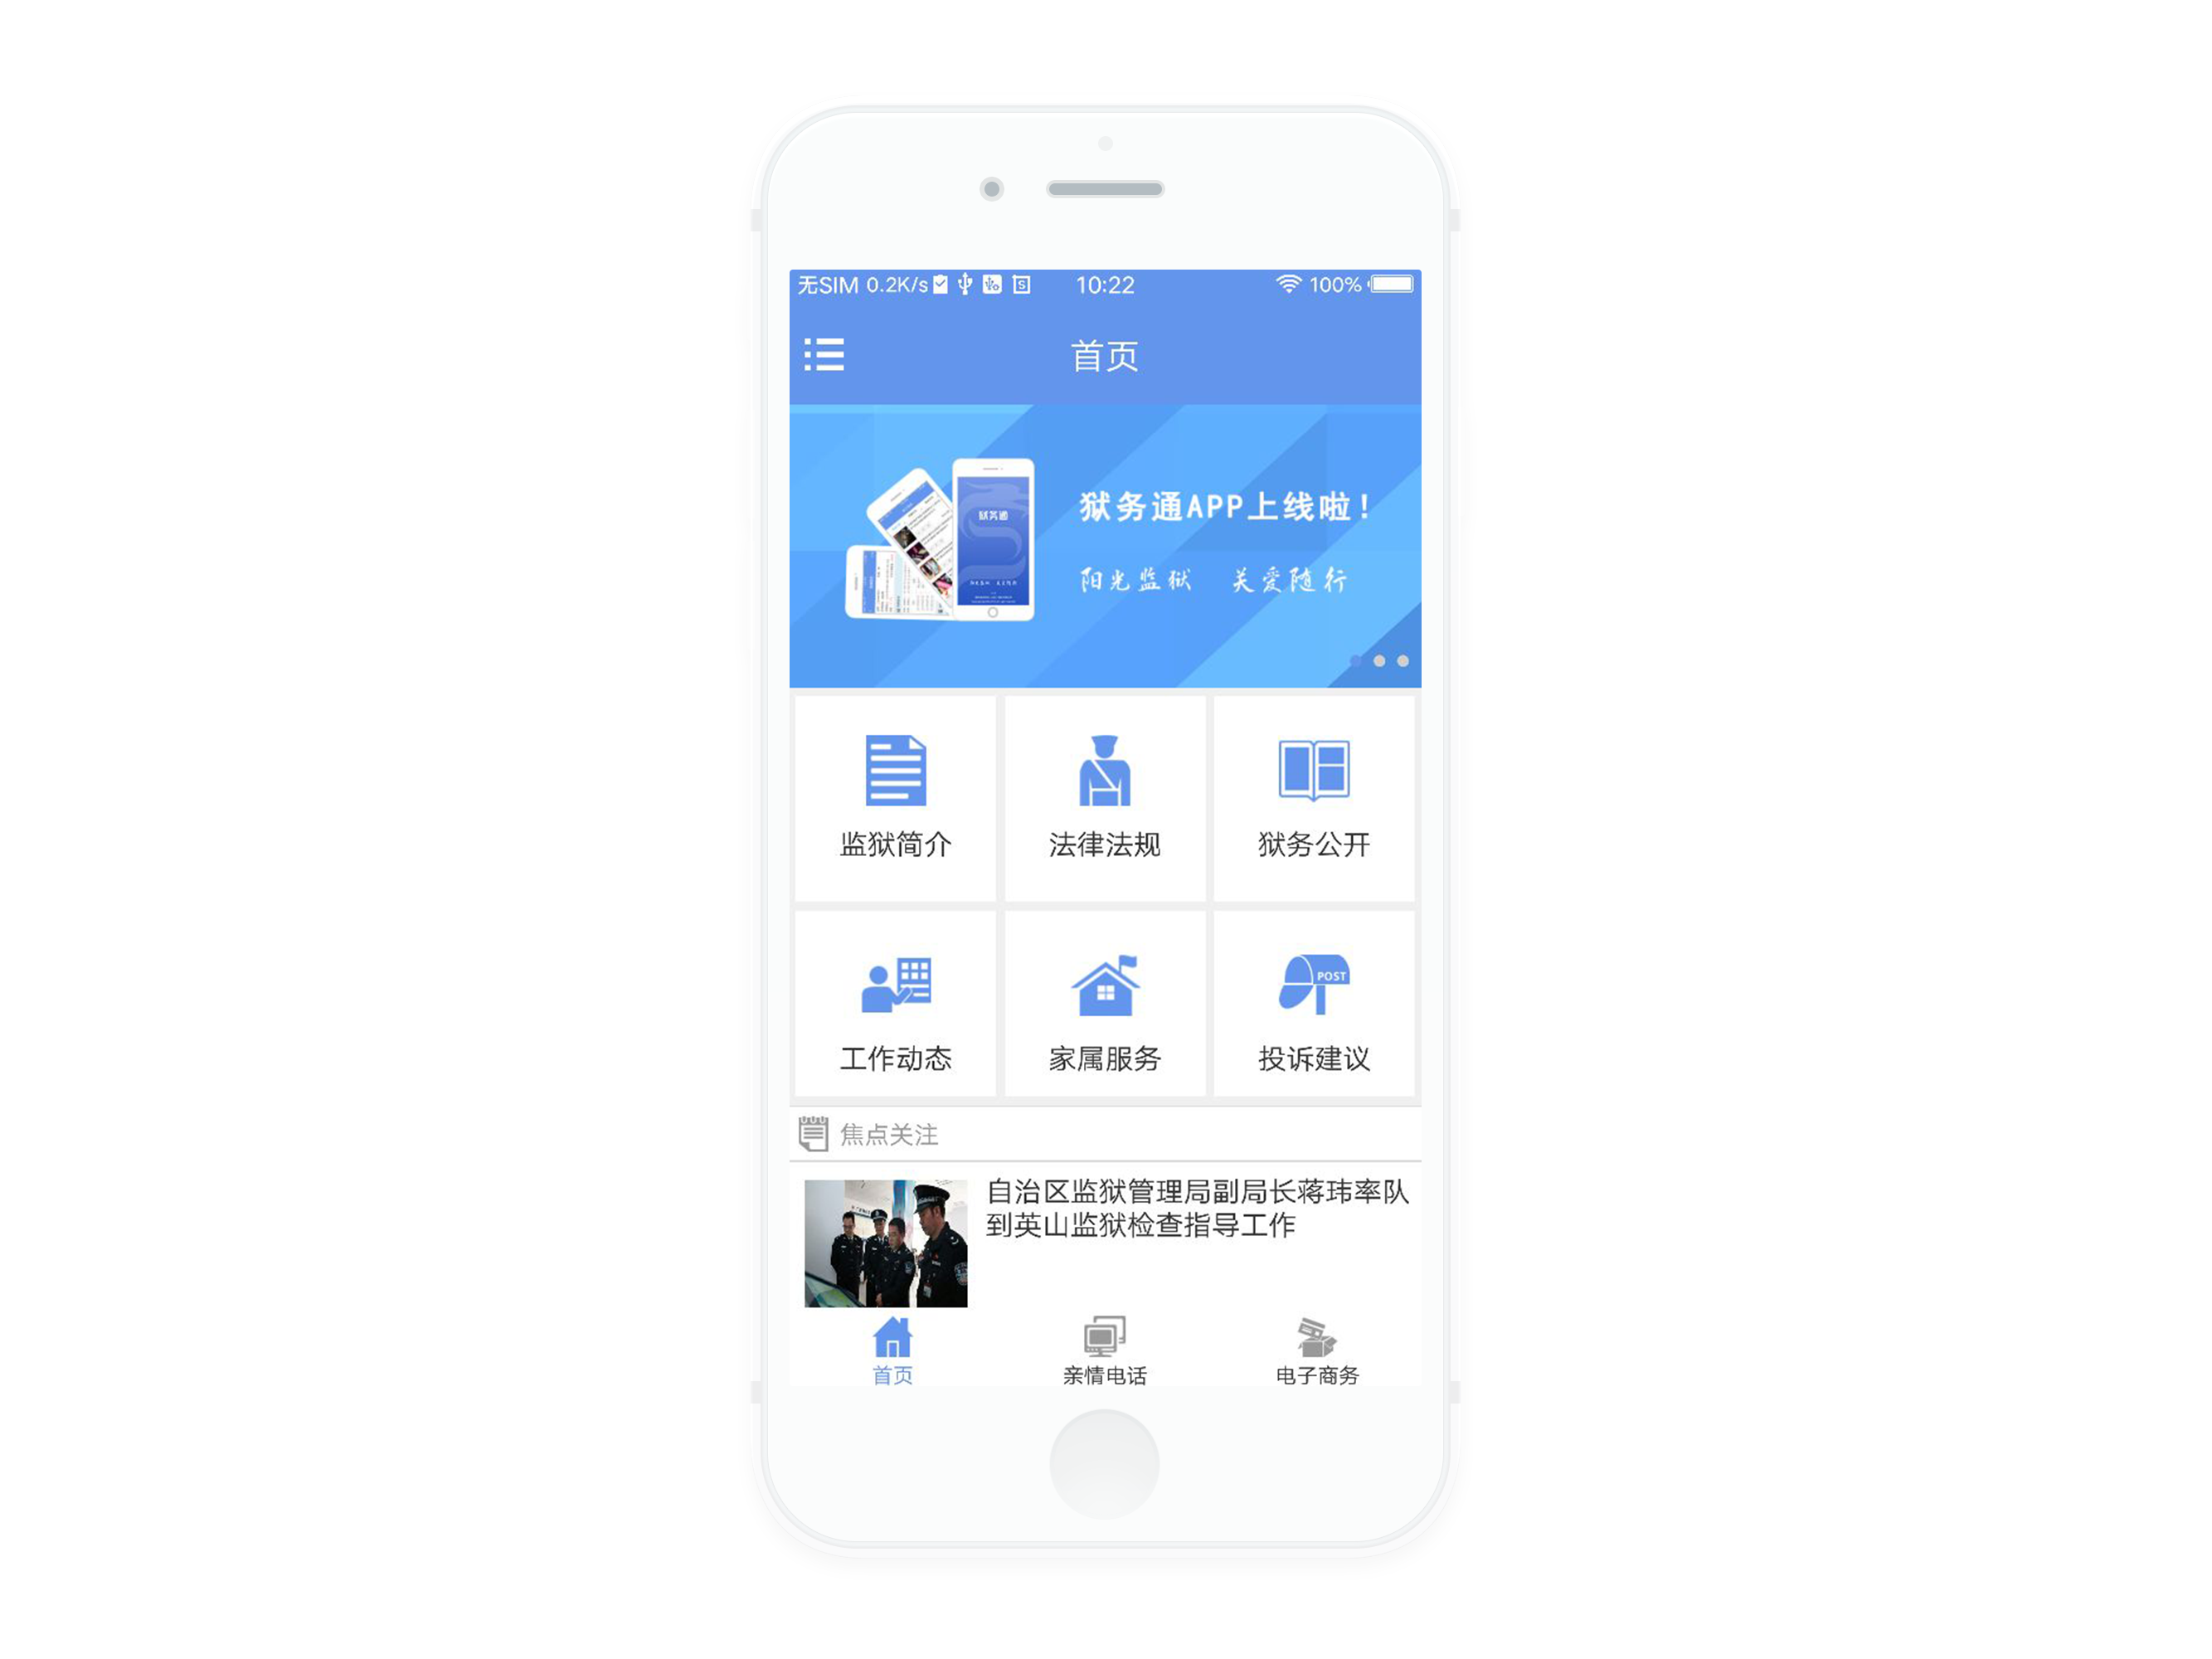 无SIM 0.2K/s 10:22 100%
首页
狱务通
狱务通APP上线啦!
阳光监狱 关爱随行
监狱简介 法律法规 狱务公开
POST
工作动态 家属服务 投诉建议
焦点关注
自治区监狱管理局副局长蒋玮率队
到英山监狱检查指导工作
首页 亲情电话 电子商务